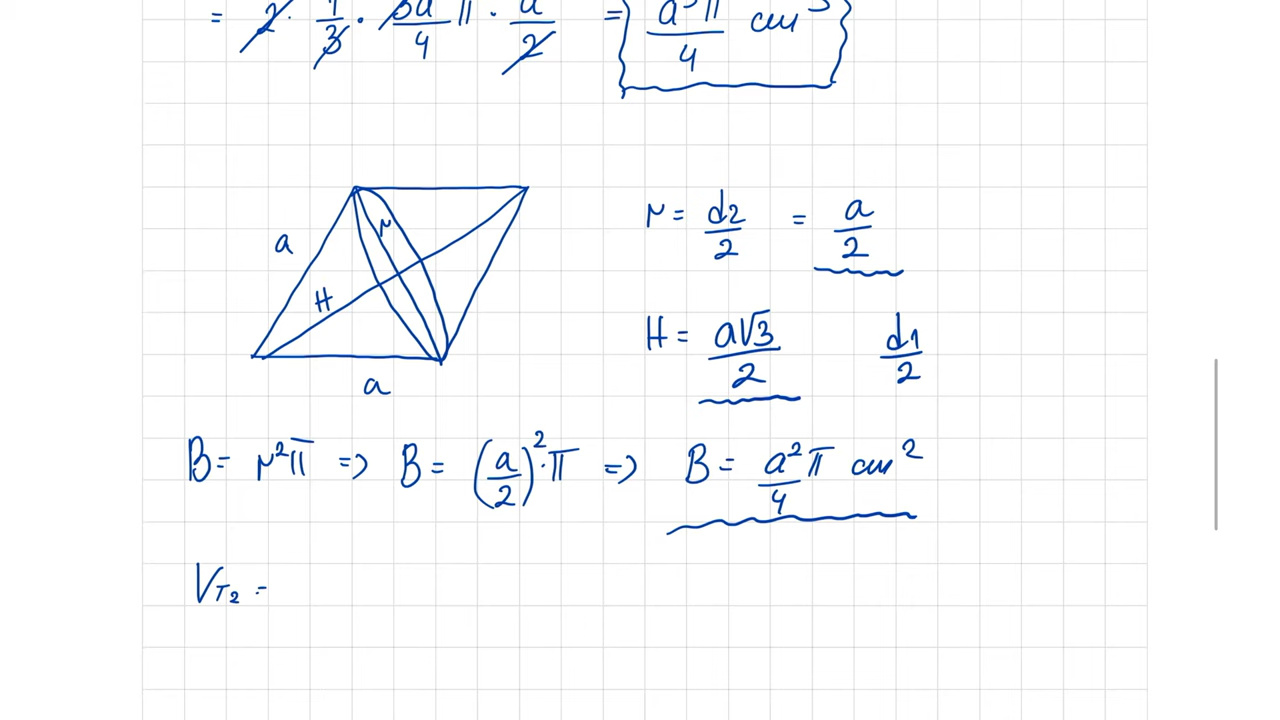 = 2 · 1/3 · 3a/4 π · a/2 = a³π/4 cm³
a
r
H
a
r = d2/2 = a/2
H = a√3/2 d1/2
B = r²π => B = (a/2)² · π => B = a²π/4 cm²
VT2 =